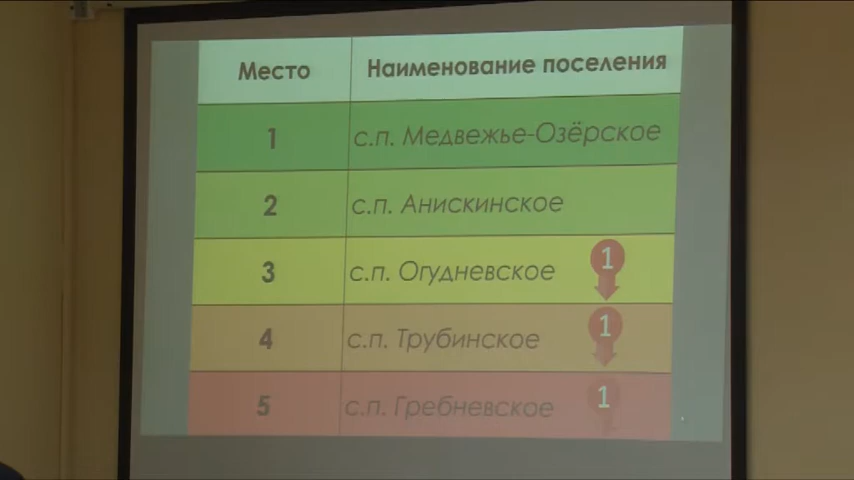 Место Наименование поселения
1 с.п. Медвежье-Озёрское
2 с.п. Анискинское
3 с.п. Огудневское 1
4 с.п. Трубинское 1
5 с.п. Гребневское 1